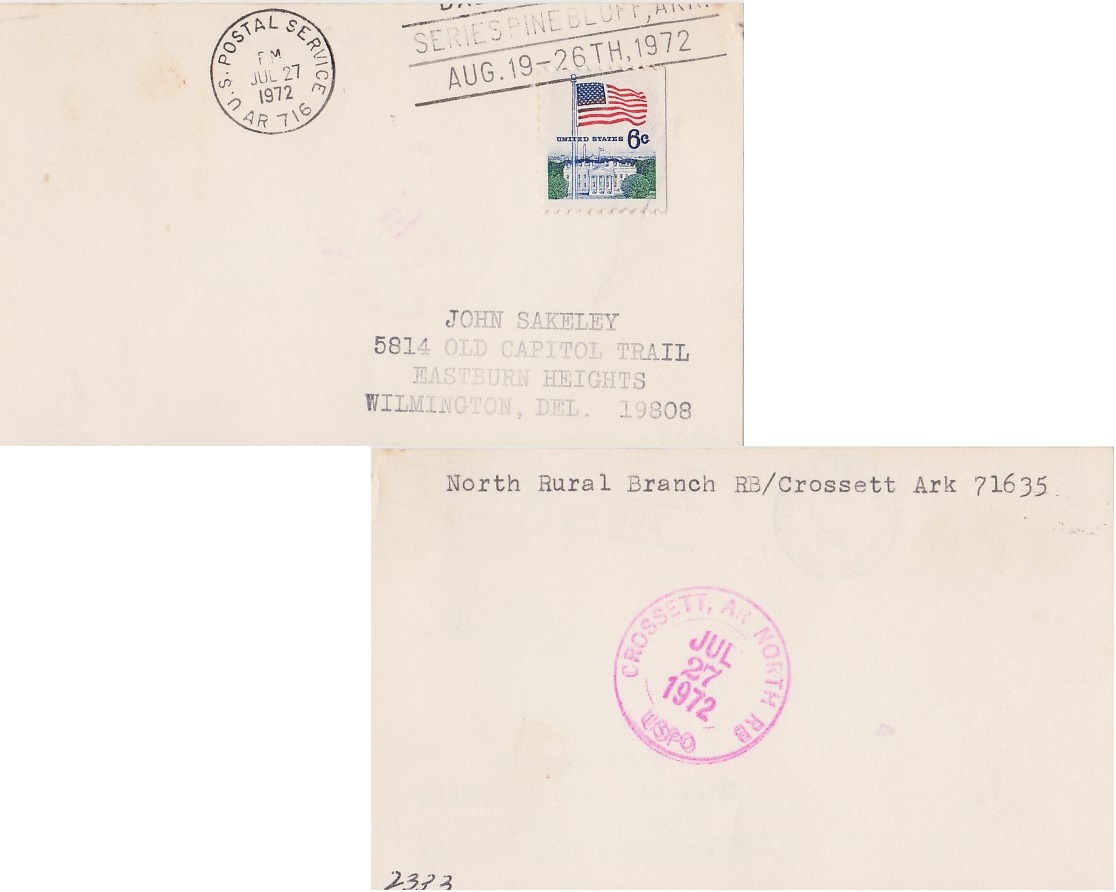 U.S. POSTAL SERVICE
PM
JUL 27
1972
AR 716
SERIES PINE BLUFF, ARK.
AUG. 19-26TH, 1972
UNITED STATES 6c
JOHN SAKELEY
5814 OLD CAPITOL TRAIL
EASTBURN HEIGHTS
WILMINGTON, DEL. 19808
North Rural Branch RB/Crossett Ark 71635
CROSSETT, AR NORTH RB
JUL
27
1972
USPO
2333